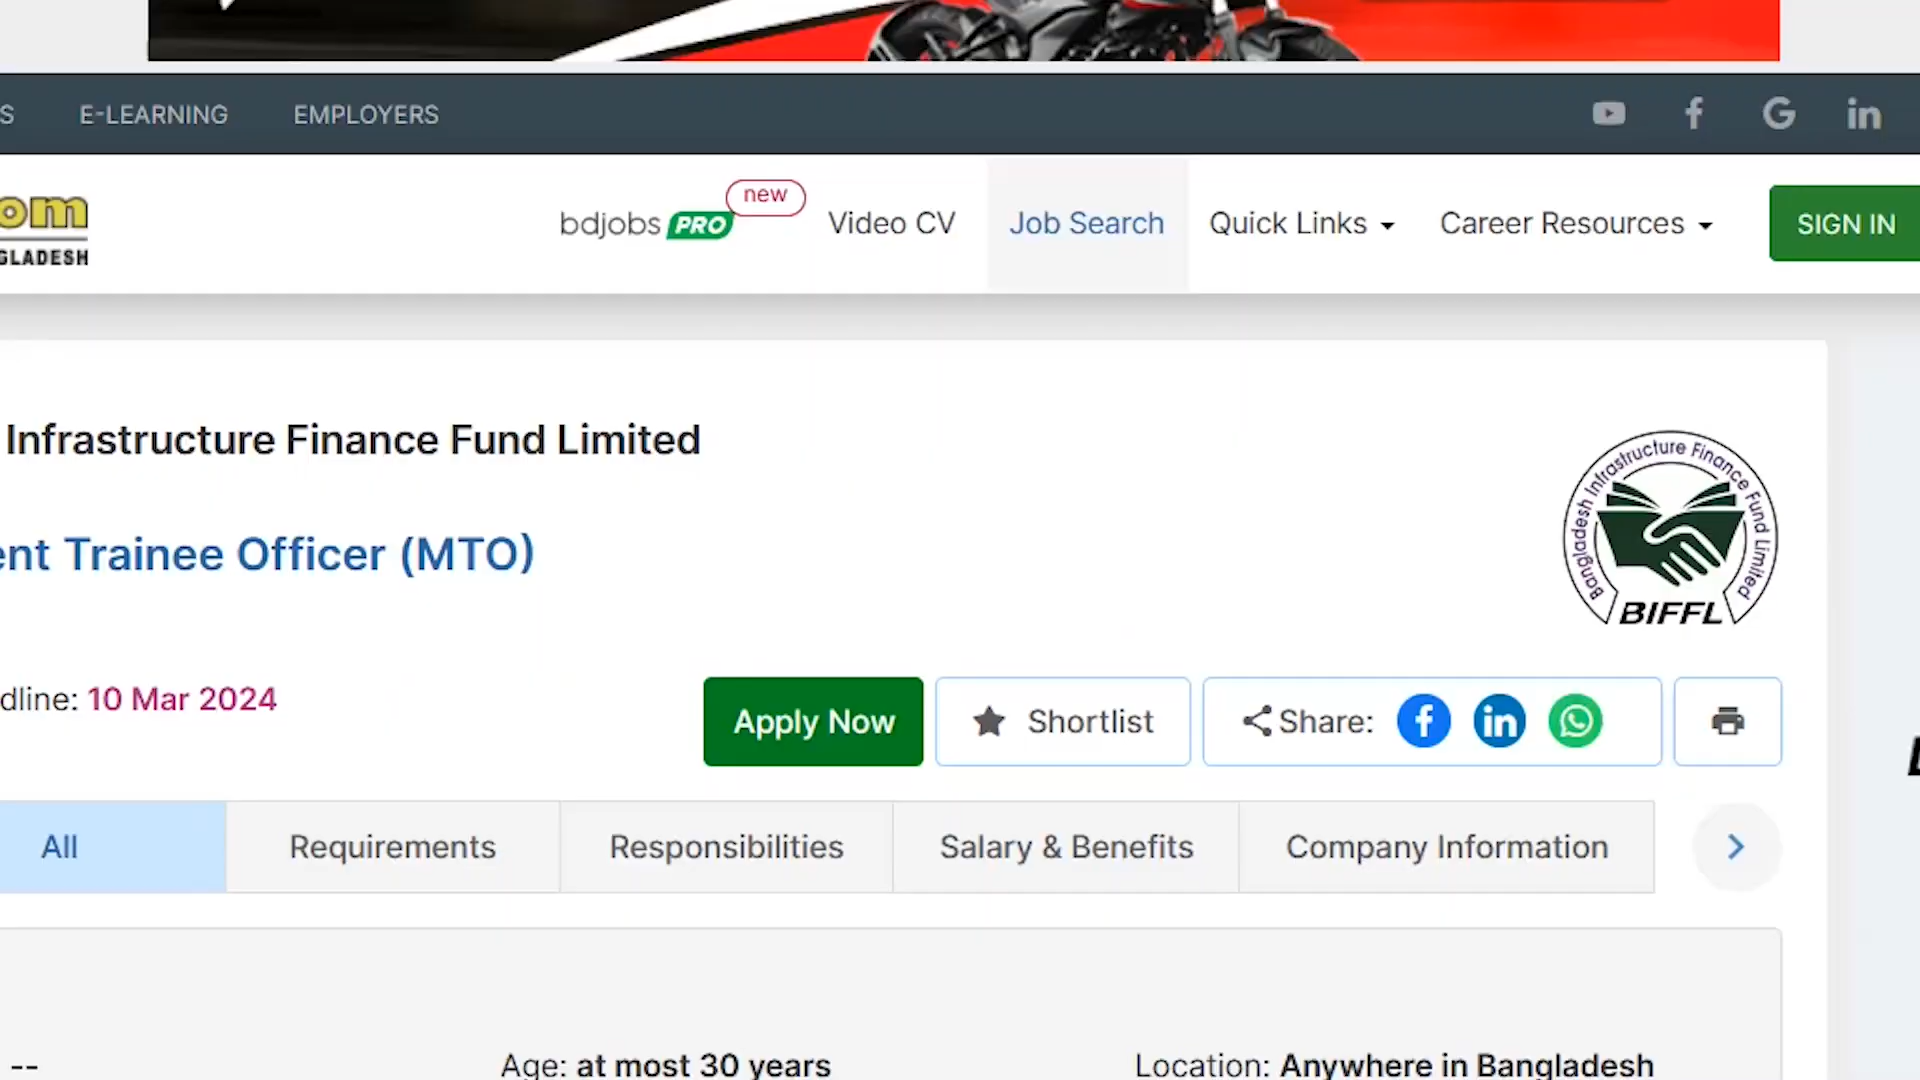 S E-LEARNING EMPLOYERS
om
GLADESH
bdjobs PRO new Video CV Job Search Quick Links Career Resources SIGN IN
Infrastructure Finance Fund Limited
Bangladesh Infrastructure Finance Fund Limited
BIFFL
ent Trainee Officer (MTO)
dline: 10 Mar 2024
Apply Now Shortlist Share:
All Requirements Responsibilities Salary & Benefits Company Information
-- Age: at most 30 years Location: Anywhere in Bangladesh